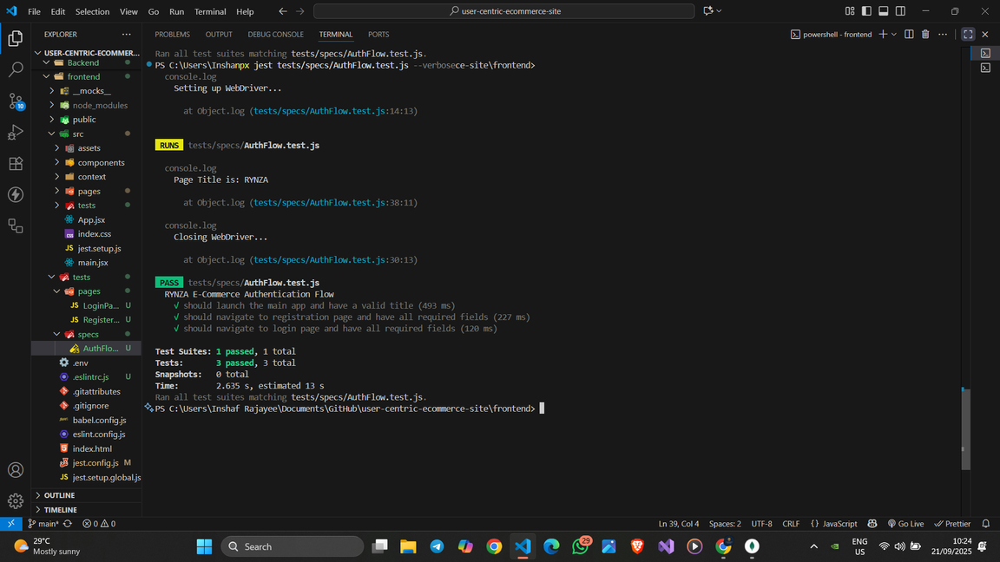 File Edit Selection View Go Run Terminal Help
user-centric-ecommerce-site
EXPLORER
USER-CENTRIC-ECOMMER...
Backend
frontend
__mocks__
node_modules
public
src
assets
components
context
pages
tests
App.jsx
index.css
JS jest.setup.js
main.jsx
tests
pages
JS LoginPa... U
JS Register... U
specs
AuthFlo... U
.env
.eslintrc.js U
.gitattributes
.gitignore
babel.config.js
eslint.config.js
index.html
jest.config.js M
JS jest.setup.global.js
OUTLINE
TIMELINE
10
PROBLEMS OUTPUT DEBUG CONSOLE TERMINAL PORTS
powershell - frontend
Ran all test suites matching tests/specs/AuthFlow.test.js.
PS C:\Users\Inshanpx jest tests/specs/AuthFlow.test.js --verbosece-site\frontend>
console.log
Setting up WebDriver...
at Object.log (tests/specs/AuthFlow.test.js:14:13)
RUNS tests/specs/AuthFlow.test.js
console.log
Page Title is: RYNZA
at Object.log (tests/specs/AuthFlow.test.js:38:11)
console.log
Closing WebDriver...
at Object.log (tests/specs/AuthFlow.test.js:30:13)
PASS tests/specs/AuthFlow.test.js
RYNZA E-Commerce Authentication Flow
√ should launch the main app and have a valid title (493 ms)
√ should navigate to registration page and have all required fields (227 ms)
√ should navigate to login page and have all required fields (120 ms)
Test Suites: 1 passed, 1 total
Tests: 3 passed, 3 total
Snapshots: 0 total
Time: 2.635 s, estimated 13 s
Ran all test suites matching tests/specs/AuthFlow.test.js.
PS C:\Users\Inshaf Rajayee\Documents\GitHub\user-centric-ecommerce-site\frontend>
main* 0 0
Ln 39, Col 4 Spaces: 2 UTF-8 CRLF {} JavaScript Go Live Prettier
29°C
Mostly sunny
Search
29
ENG
US
10:24
21/09/2025